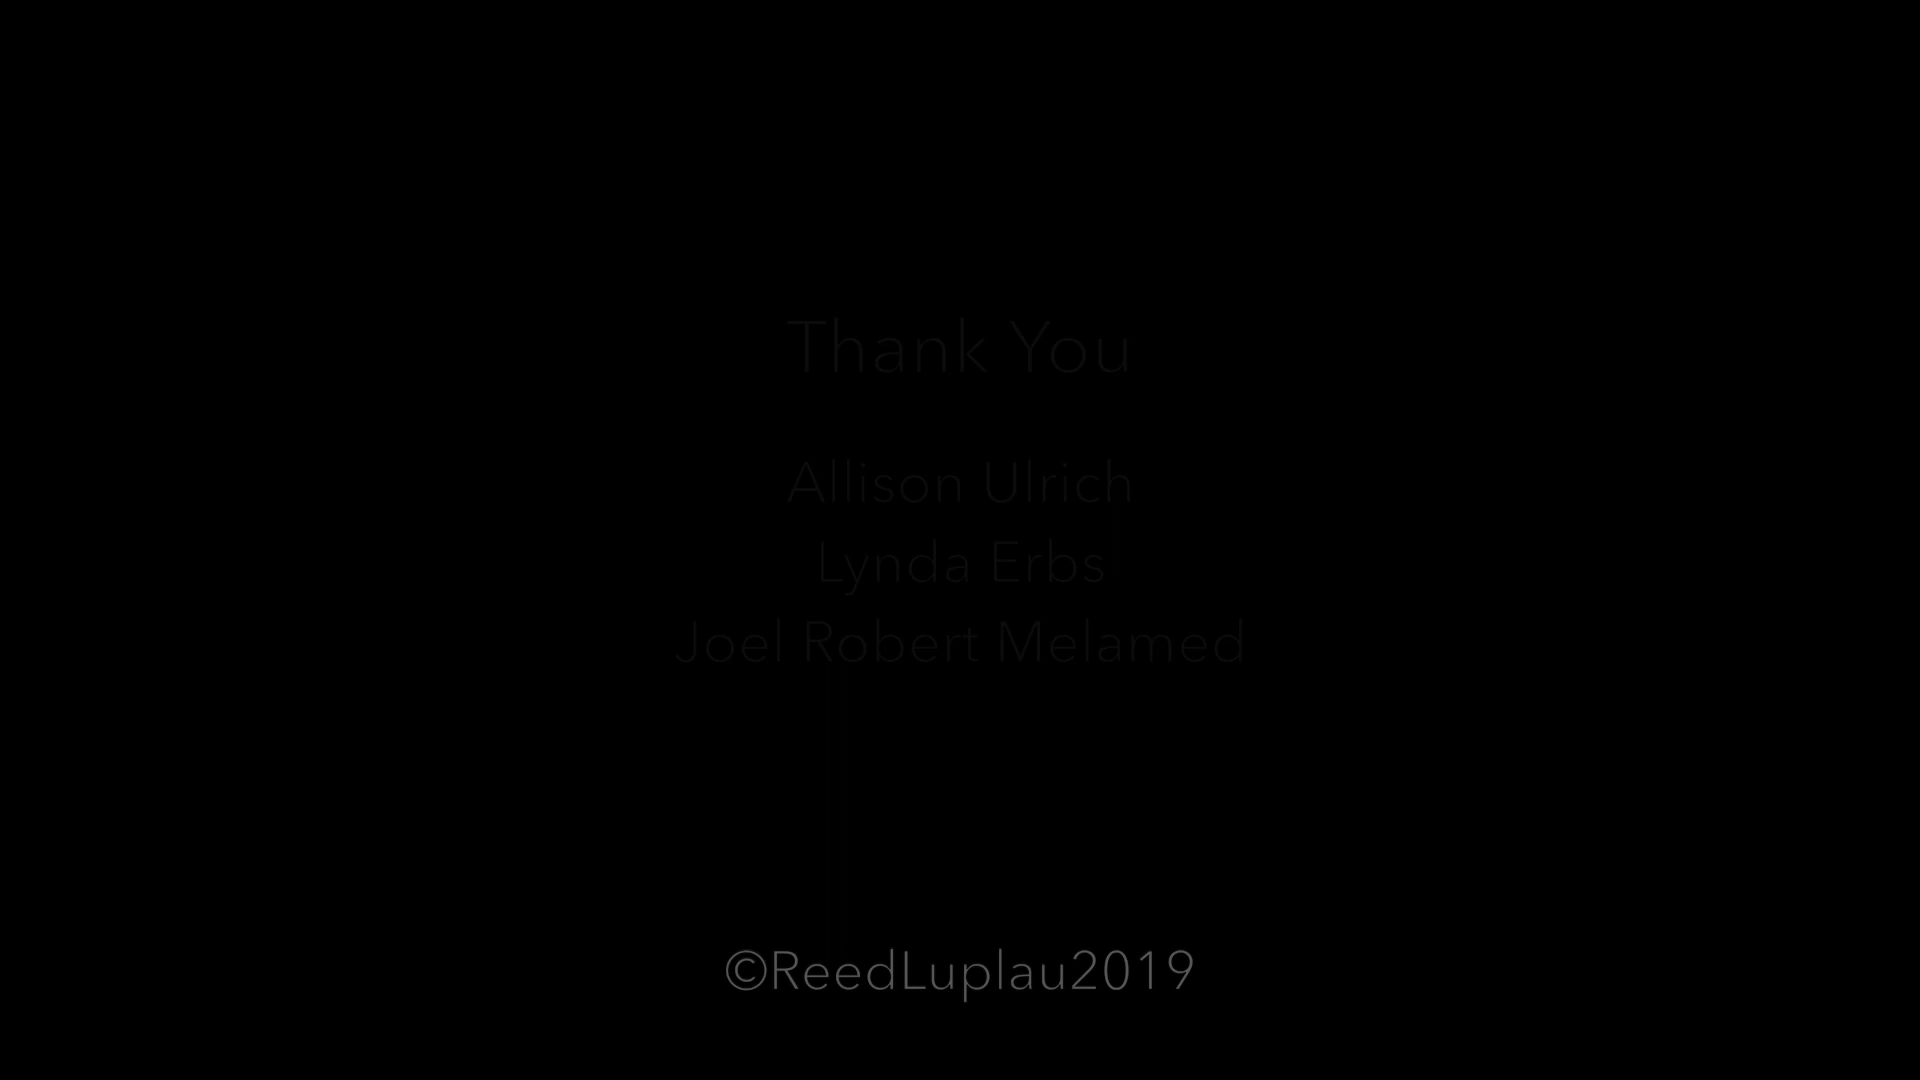 Thank You
Allison Ulrich
Lynda Erbs
Joel Robert Melamed
©ReedLuplau2019